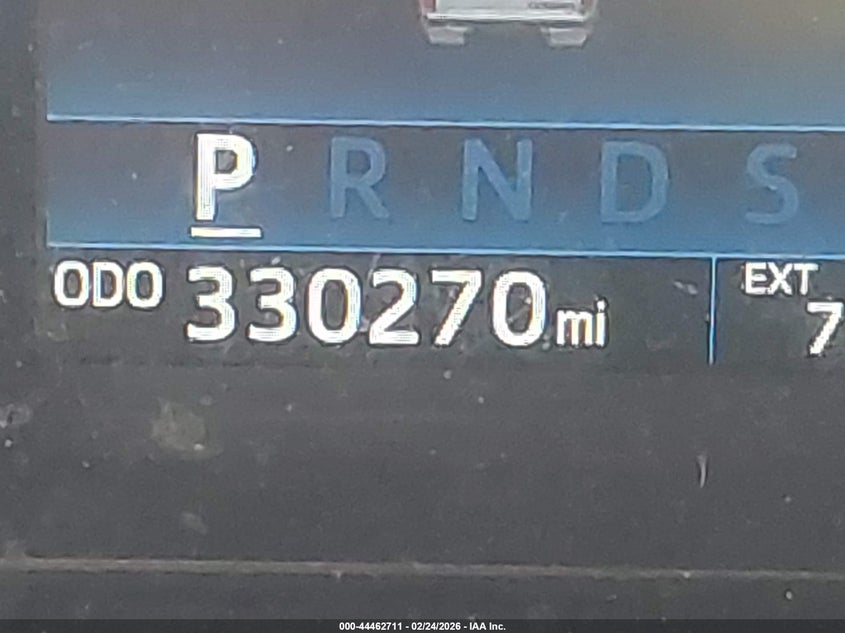 P R N D S
ODO 330270 mi
EXT
7
000-44462711 - 02/24/2026 - IAA Inc.